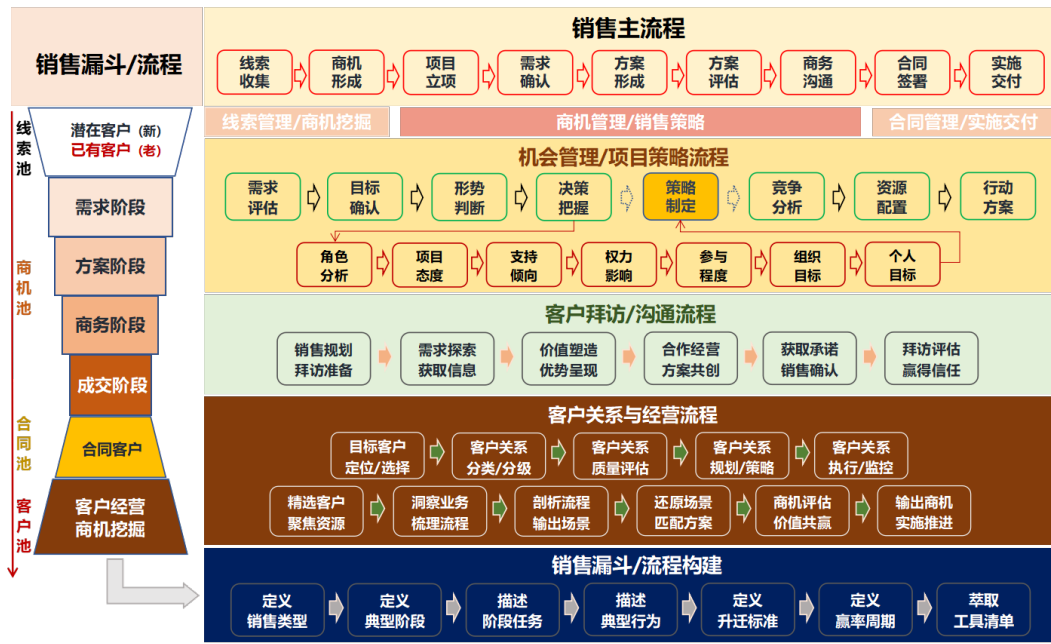 销售漏斗/流程
线索池
潜在客户（新）
已有客户（老）
需求阶段
商机池
方案阶段
商务阶段
成交阶段
合同池
合同客户
客户池
客户经营
商机挖掘
销售主流程
线索 商机 项目 需求 方案 方案 商务 合同 实施
收集 形成 立项 确认 形成 评估 沟通 签署 交付
线索管理/商机挖掘 商机管理/销售策略 合同管理/实施交付
机会管理/项目策略流程
需求 目标 形势 决策 策略 竞争 资源 行动
评估 确认 判断 把握 制定 分析 配置 方案
角色 项目 支持 权力 参与 组织 个人
分析 态度 倾向 影响 程度 目标 目标
客户拜访/沟通流程
销售规划 需求探索 价值塑造 合作经营 获取承诺 拜访评估
拜访准备 获取信息 优势呈现 方案共创 销售确认 赢得信任
客户关系与经营流程
目标客户 客户关系 客户关系 客户关系 客户关系
定位/选择 分类/分级 质量评估 规划/策略 执行/监控
精选客户 洞察业务 剖析流程 还原场景 商机评估 输出商机
聚焦资源 梳理流程 输出场景 匹配方案 价值共赢 实施推进
销售漏斗/流程构建
定义 定义 描述 描述 定义 定义 萃取
销售类型 典型阶段 阶段任务 典型行为 升迁标准 赢率周期 工具清单